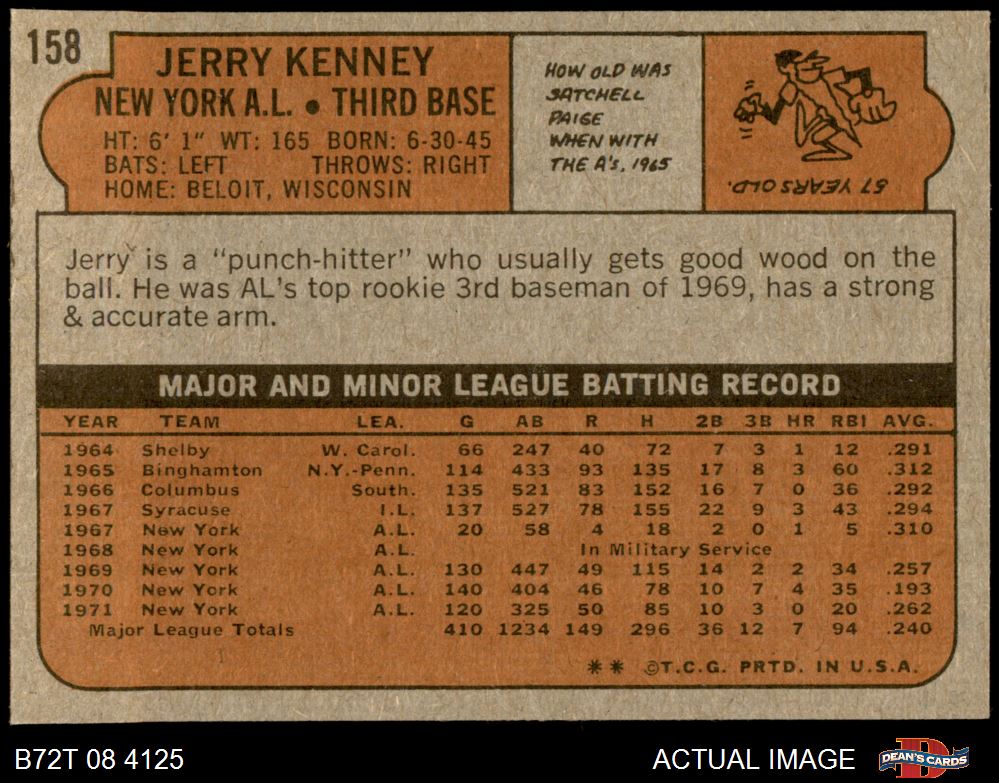 158
JERRY KENNEY
NEW YORK A.L. • THIRD BASE
HT: 6' 1" WT: 165 BORN: 6-30-45
BATS: LEFT THROWS: RIGHT
HOME: BELOIT, WISCONSIN
HOW OLD WAS
SATCHELL
PAIGE
WHEN WITH
THE A's, 1965
57 YEARS OLD.
Jerry is a "punch-hitter" who usually gets good wood on the
ball. He was AL's top rookie 3rd baseman of 1969, has a strong
& accurate arm.
MAJOR AND MINOR LEAGUE BATTING RECORD
YEAR TEAM LEA. G AB R H 2B 3B HR RBI AVG.
1964 Shelby W. Carol. 66 247 40 72 7 3 1 12 .291
1965 Binghamton N.Y.-Penn. 114 433 93 135 17 8 3 60 .312
1966 Columbus South. 135 521 83 152 16 7 0 36 .292
1967 Syracuse I.L. 137 527 78 155 22 9 3 43 .294
1967 New York A.L. 20 58 4 18 2 0 1 5 .310
1968 New York A.L. In Military Service
1969 New York A.L. 130 447 49 115 14 2 2 34 .257
1970 New York A.L. 140 404 46 78 10 7 4 35 .193
1971 New York A.L. 120 325 50 85 10 3 0 20 .262
Major League Totals 410 1234 149 296 36 12 7 94 .240
** ©T.C.G. PRTD. IN U.S.A.
B72T 08 4125 ACTUAL IMAGE DEAN'S CARDS